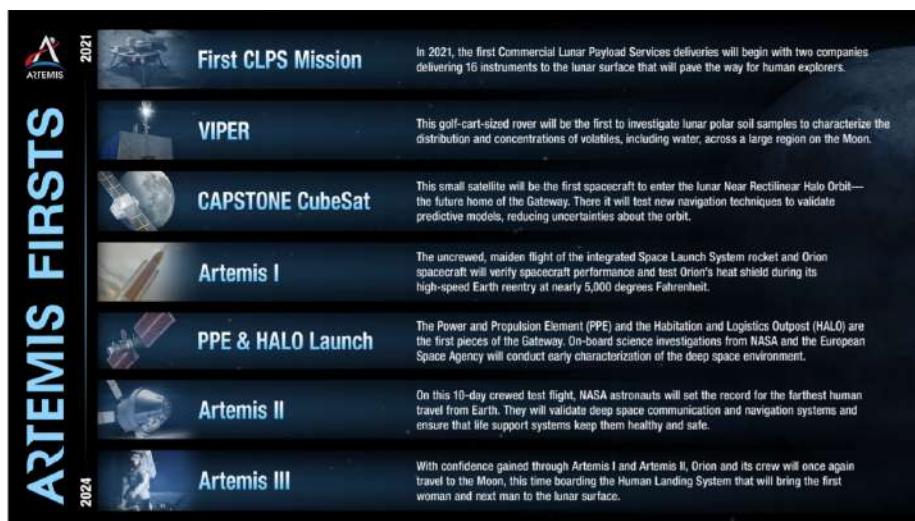 ARTEMIS
ARTEMIS FIRSTS
2021
First CLPS Mission
In 2021, the first Commercial Lunar Payload Services deliveries will begin with two companies
delivering 16 instruments to the lunar surface that will pave the way for human explorers.
VIPER
This golf-cart-sized rover will be the first to investigate lunar polar soil samples to characterize the
distribution and concentrations of volatiles, including water, across a large region on the Moon.
CAPSTONE CubeSat
This small satellite will be the first spacecraft to enter the lunar Near Rectilinear Halo Orbit—
the future home of the Gateway. There it will test new navigation techniques to validate
predictive models, reducing uncertainties about the orbit.
Artemis I
The uncrewed, maiden flight of the integrated Space Launch System rocket and Orion
spacecraft will verify spacecraft performance and test Orion's heat shield during its
high-speed Earth reentry at nearly 5,000 degrees Fahrenheit.
PPE & HALO Launch
The Power and Propulsion Element (PPE) and the Habitation and Logistics Outpost (HALO) are
the first pieces of the Gateway. On-board science investigations from NASA and the European
Space Agency will conduct early characterization of the deep space environment.
Artemis II
On this 10-day crewed test flight, NASA astronauts will set the record for the farthest human
travel from Earth. They will validate deep space communication and navigation systems and
ensure that life support systems keep them healthy and safe.
Artemis III
With confidence gained through Artemis I and Artemis II, Orion and its crew will once again
travel to the Moon, this time boarding the Human Landing System that will bring the first
woman and next man to the lunar surface.
2024